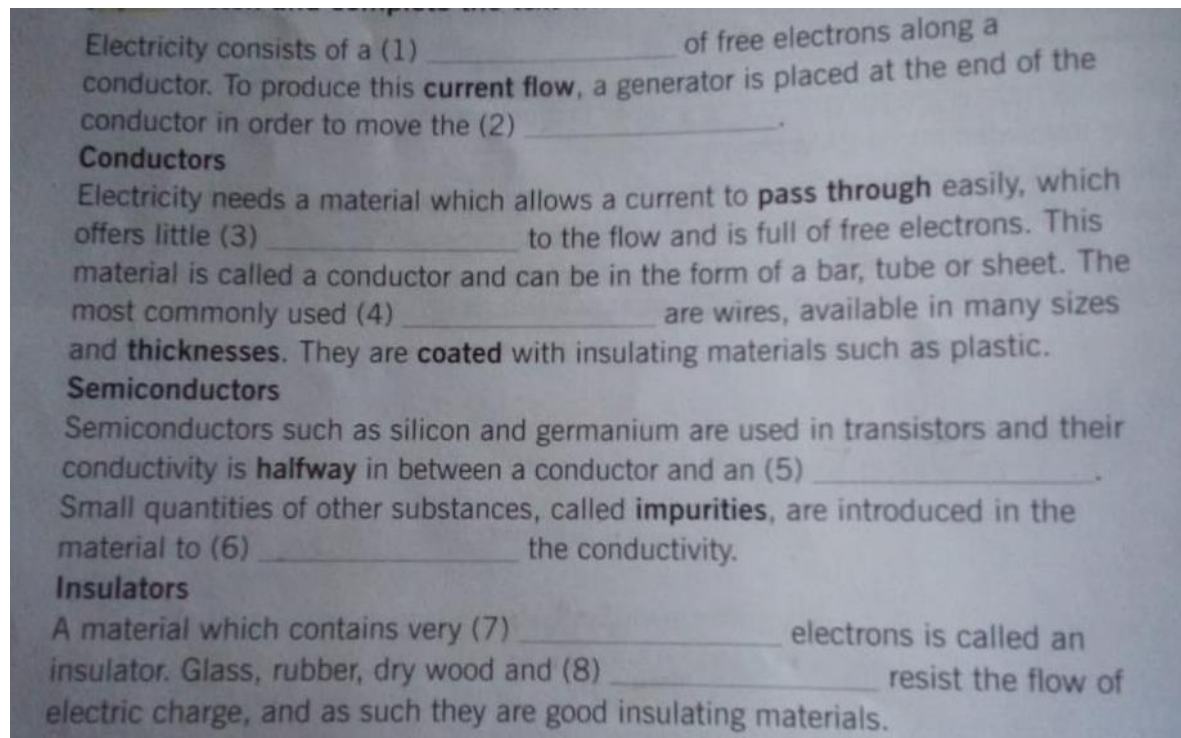 Electricity consists of a (1) ____________ of free electrons along a
conductor. To produce this current flow, a generator is placed at the end of the
conductor in order to move the (2) ____________.
Conductors
Electricity needs a material which allows a current to pass through easily, which
offers little (3) ____________ to the flow and is full of free electrons. This
material is called a conductor and can be in the form of a bar, tube or sheet. The
most commonly used (4) ____________ are wires, available in many sizes
and thicknesses. They are coated with insulating materials such as plastic.
Semiconductors
Semiconductors such as silicon and germanium are used in transistors and their
conductivity is halfway in between a conductor and an (5) ____________.
Small quantities of other substances, called impurities, are introduced in the
material to (6) ____________ the conductivity.
Insulators
A material which contains very (7) ____________ electrons is called an
insulator. Glass, rubber, dry wood and (8) ____________ resist the flow of
electric charge, and as such they are good insulating materials.